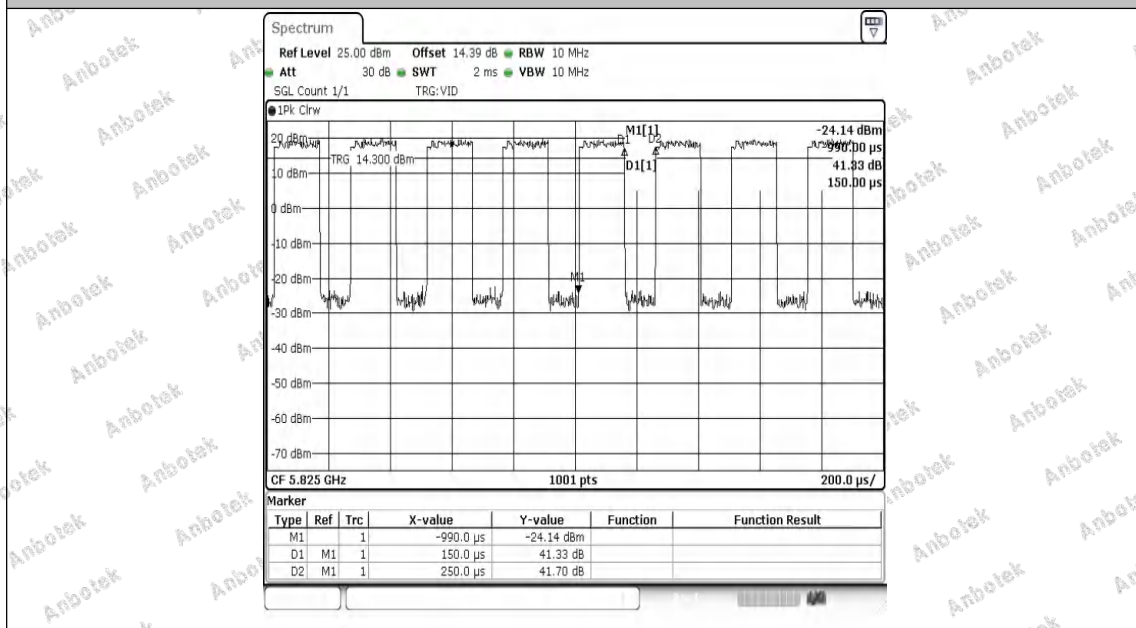 Spectrum
Ref Level 25.00 dBm Offset 14.39 dB RBW 10 MHz
Att 30 dB SWT 2 ms VBW 10 MHz
SGL Count 1/1 TRG:VID
1Pk Clrw
M1[1] -24.14 dBm
20 dBm D1 D2 990.00 µs
TRG 14.300 dBm
D1[1] 41.33 dB
10 dBm 150.00 µs
0 dBm
-10 dBm
-20 dBm M1
-30 dBm
-40 dBm
-50 dBm
-60 dBm
-70 dBm
CF 5.825 GHz 1001 pts 200.0 µs/
Marker
Type Ref Trc X-value Y-value Function Function Result
M1 1 -990.0 µs -24.14 dBm
D1 M1 1 150.0 µs 41.33 dB
D2 M1 1 250.0 µs 41.70 dB
Anbotek